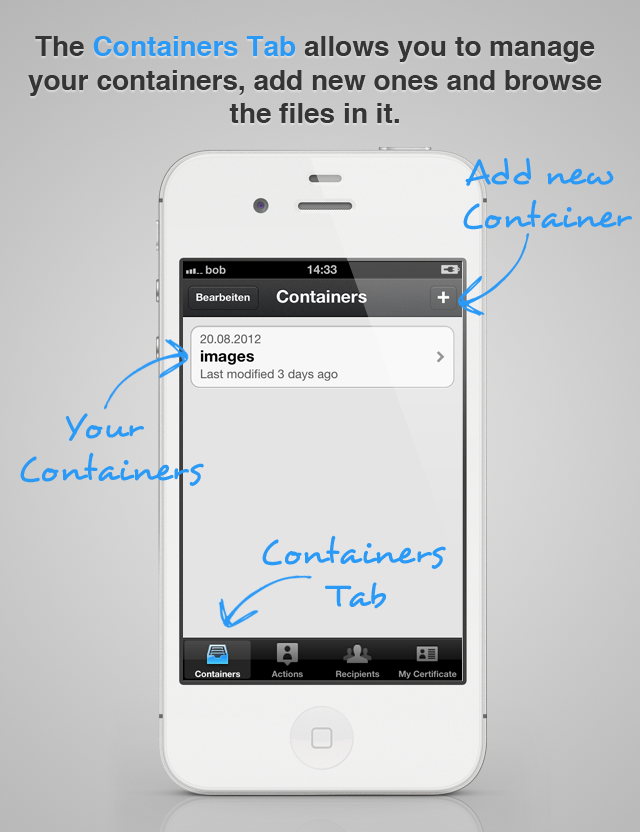 The Containers Tab allows you to manage
your containers, add new ones and browse
the files in it.
Add new
Container
bob 14:33
Bearbeiten Containers +
20.08.2012
images
Last modified 3 days ago
Your
Containers
Containers
Tab
Containers Actions Recipients My Certificate